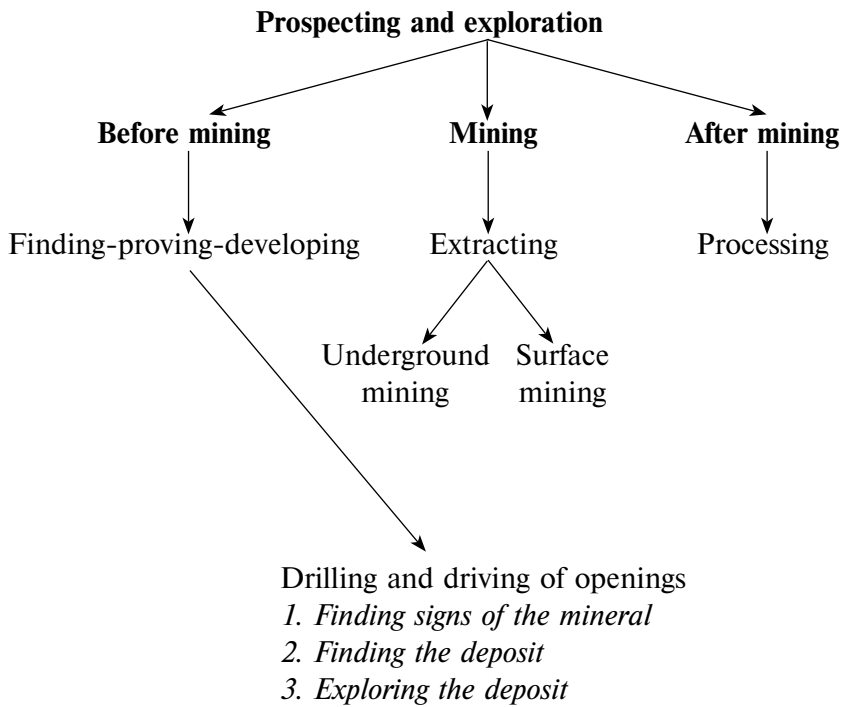 Prospecting and exploration
Before mining
Mining
After mining
Finding-proving-developing
Extracting
Processing
Underground
mining
Surface
mining
Drilling and driving of openings
1. Finding signs of the mineral
2. Finding the deposit
3. Exploring the deposit